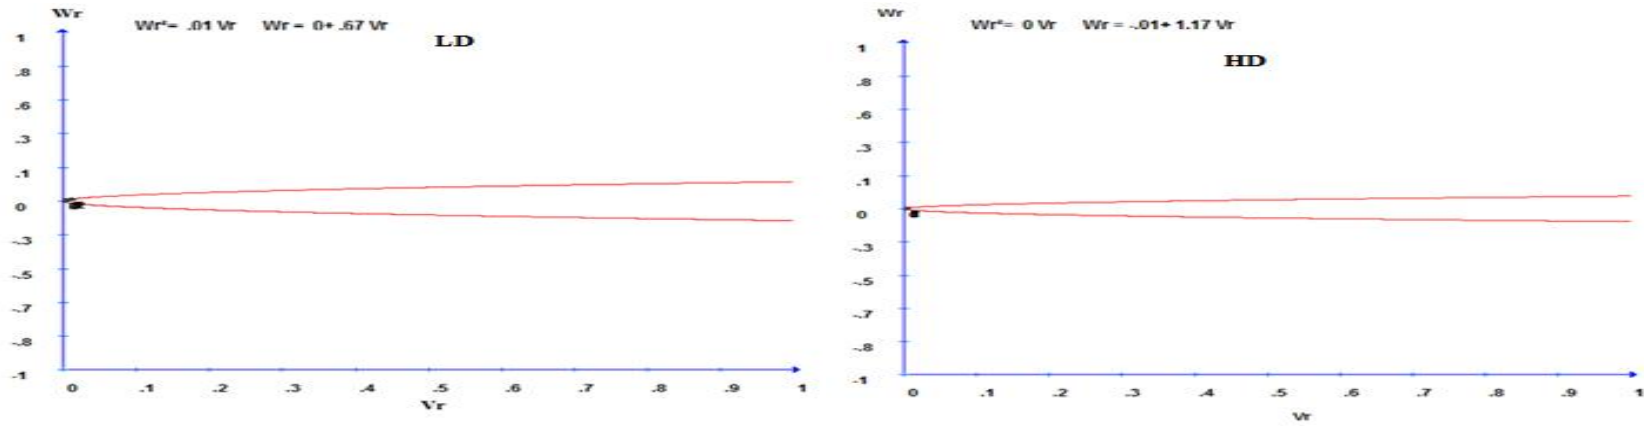 Wr
Wr²= .01 Vr Wr = 0+ .67 Vr
LD
1
.8
.6
.3
.1
0
-.3
-.5
-.7
-.8
-1
0 .1 .2 .3 .4 .5 .6 .7 .8 .9 1
Vr
Wr
Wr²= 0 Vr Wr = -.01+ 1.17 Vr
HD
1
.8
.6
.3
.1
0
-.3
-.5
-.7
-.8
-1
0 .1 .2 .3 .4 .5 .6 .7 .8 .9 1
Vr